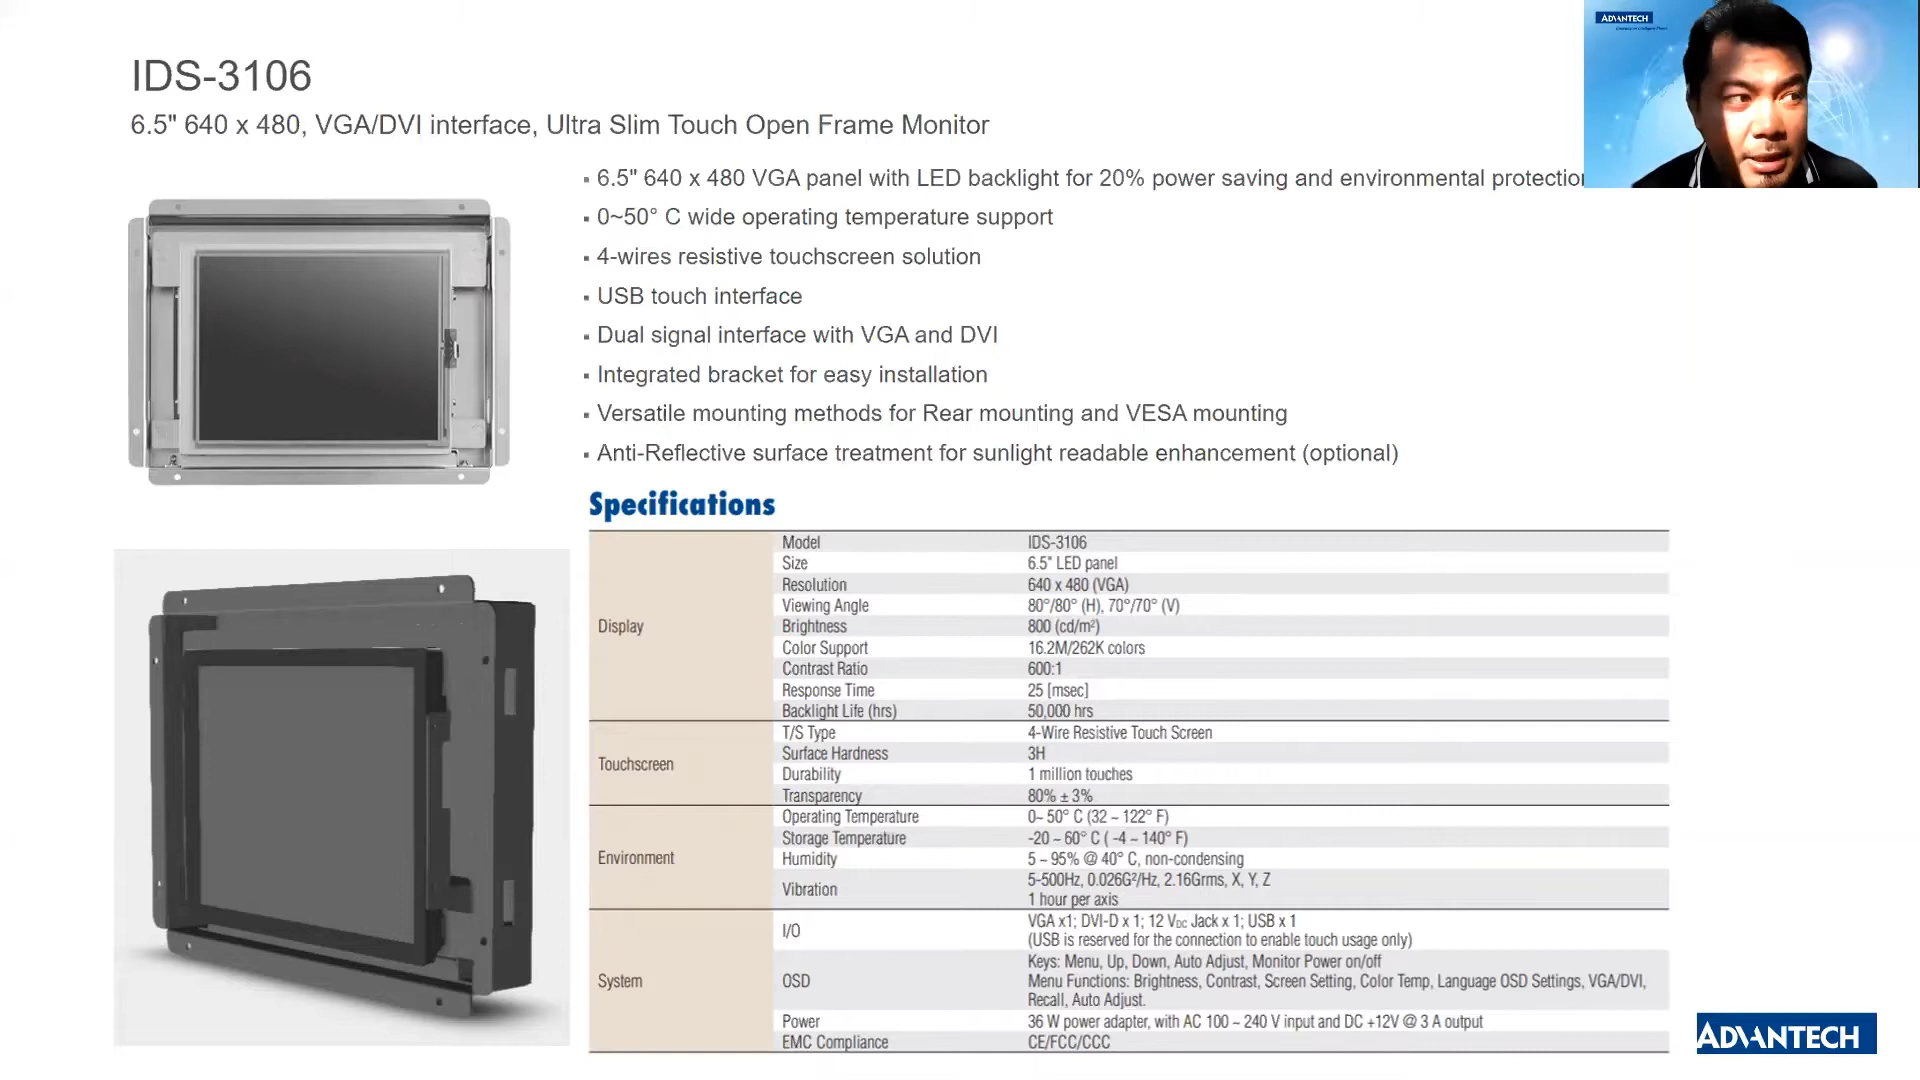 ADVANTECH
IDS-3106
6.5" 640 x 480, VGA/DVI interface, Ultra Slim Touch Open Frame Monitor
▪ 6.5" 640 x 480 VGA panel with LED backlight for 20% power saving and environmental protection
▪ 0~50° C wide operating temperature support
▪ 4-wires resistive touchscreen solution
▪ USB touch interface
▪ Dual signal interface with VGA and DVI
▪ Integrated bracket for easy installation
▪ Versatile mounting methods for Rear mounting and VESA mounting
▪ Anti-Reflective surface treatment for sunlight readable enhancement (optional)
Specifications
Display
Model IDS-3106
Size 6.5" LED panel
Resolution 640 x 480 (VGA)
Viewing Angle 80°/80° (H), 70°/70° (V)
Brightness 800 (cd/m²)
Color Support 16.2M/262K colors
Contrast Ratio 600:1
Response Time 25 [msec]
Backlight Life (hrs) 50,000 hrs
Touchscreen
T/S Type 4-Wire Resistive Touch Screen
Surface Hardness 3H
Durability 1 million touches
Transparency 80% ± 3%
Environment
Operating Temperature 0~ 50° C (32 ~ 122° F)
Storage Temperature -20 ~ 60° C ( -4 ~ 140° F)
Humidity 5 ~ 95% @ 40° C, non-condensing
Vibration 5-500Hz, 0.026G²/Hz, 2.16Grms, X, Y, Z
1 hour per axis
System
I/O VGA x1; DVI-D x 1; 12 VDC Jack x 1; USB x 1
(USB is reserved for the connection to enable touch usage only)
OSD Keys: Menu, Up, Down, Auto Adjust, Monitor Power on/off
Menu Functions: Brightness, Contrast, Screen Setting, Color Temp, Language OSD Settings, VGA/DVI,
Recall, Auto Adjust.
Power 36 W power adapter, with AC 100 ~ 240 V input and DC +12V @ 3 A output
EMC Compliance CE/FCC/CCC
ADVANTECH